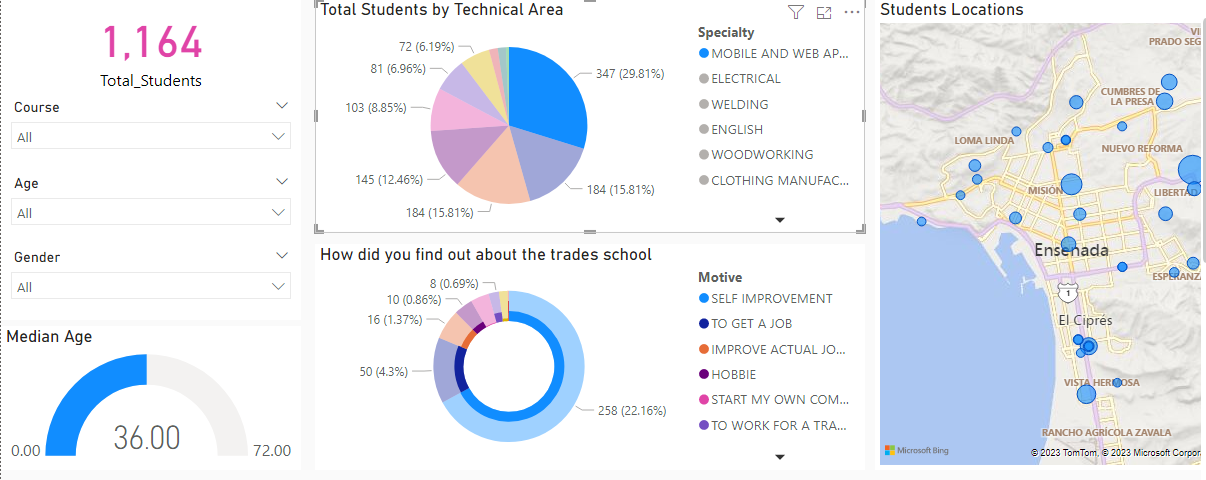 1,164
Total_Students
Course
All
Age
All
Gender
All
Median Age
36.00
0.00
72.00
Total Students by Technical Area
72 (6.19%)
81 (6.96%)
103 (8.85%)
145 (12.46%)
184 (15.81%)
347 (29.81%)
184 (15.81%)
Specialty
MOBILE AND WEB AP...
ELECTRICAL
WELDING
ENGLISH
WOODWORKING
CLOTHING MANUFAC...
How did you find out about the trades school
8 (0.69%)
10 (0.86%)
16 (1.37%)
50 (4.3%)
258 (22.16%)
Motive
SELF IMPROVEMENT
TO GET A JOB
IMPROVE ACTUAL JO...
HOBBIE
START MY OWN COM...
TO WORK FOR A TRA...
Students Locations
PRADO SEG
CUMBRES DE
LA PRESA
LOMA LINDA
NUEVO REFORMA
MISIÓN
LIBERTAD
Ensenada
ESPERANZ
1
El Ciprés
VISTA HERMOSA
RANCHO AGRÍCOLA ZAVALA
Microsoft Bing
© 2023 TomTom, © 2023 Microsoft Corpor